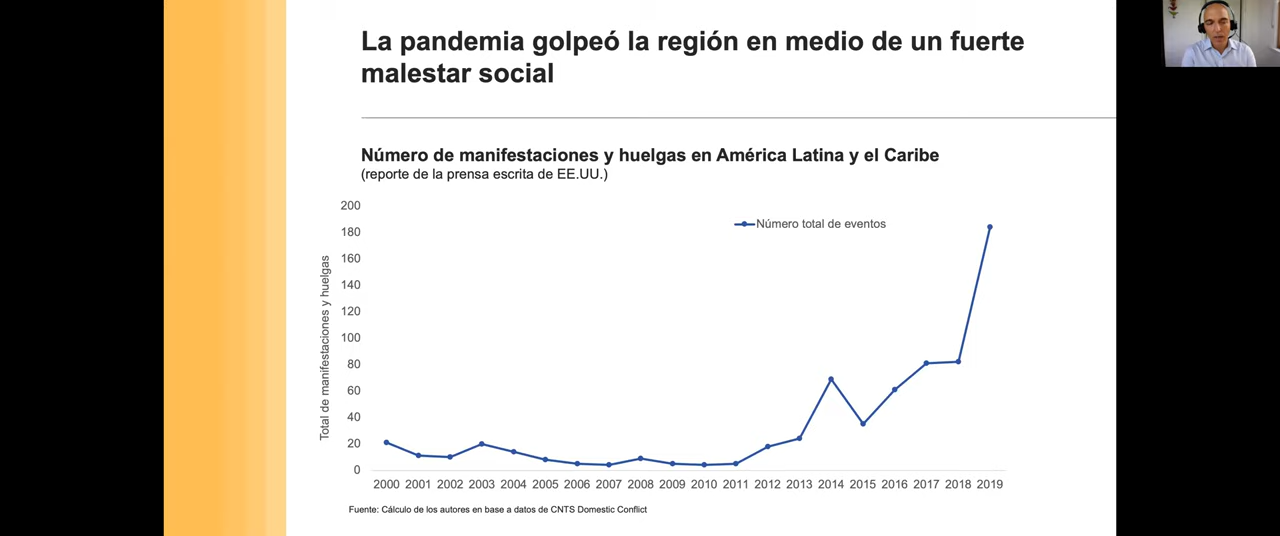 La pandemia golpeó la región en medio de un fuerte
malestar social
Número de manifestaciones y huelgas en América Latina y el Caribe
(reporte de la prensa escrita de EE.UU.)
Total de manifestaciones y huelgas
200
180
160
140
120
100
80
60
40
20
0
Número total de eventos
2000 2001 2002 2003 2004 2005 2006 2007 2008 2009 2010 2011 2012 2013 2014 2015 2016 2017 2018 2019
Fuente: Cálculo de los autores en base a datos de CNTS Domestic Conflict